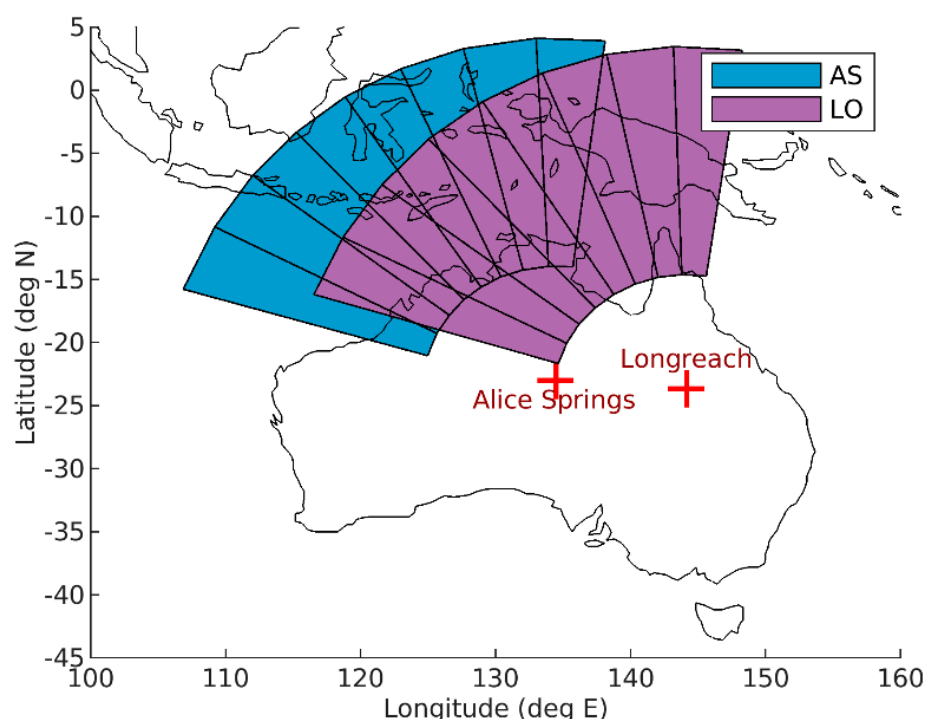 5
0
-5
-10
-15
-20
-25
-30
-35
-40
-45
Latitude (deg N)
AS
LO
Longreach
Alice Springs
100 110 120 130 140 150 160
Longitude (deg E)